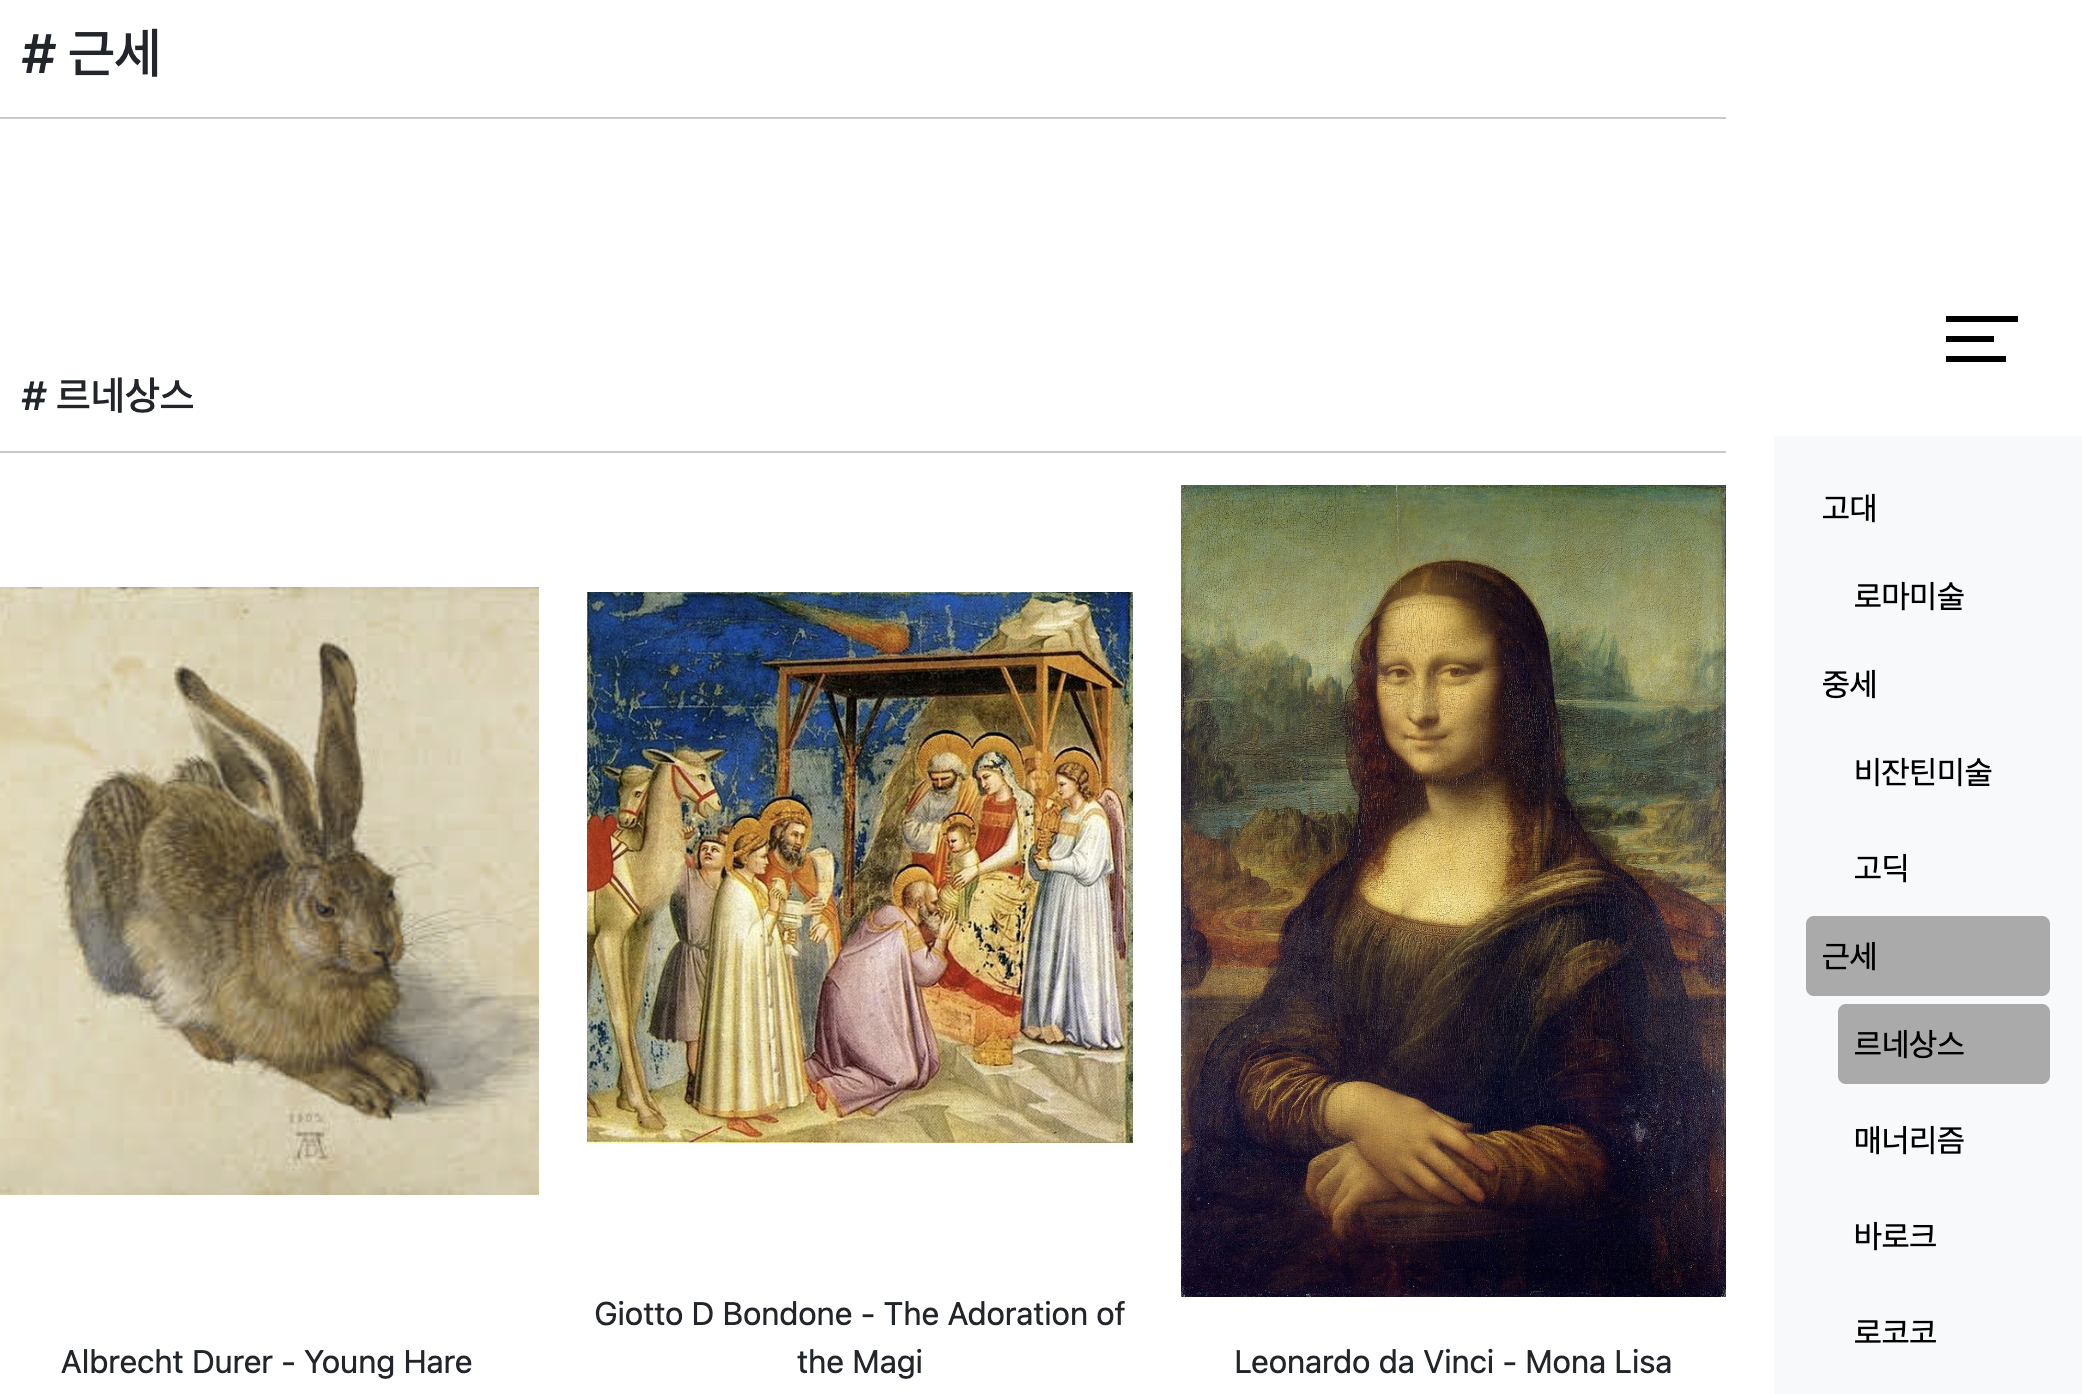 # 근세
# 르네상스
1502
Albrecht Durer - Young Hare
Giotto D Bondone - The Adoration of
the Magi
Leonardo da Vinci - Mona Lisa
고대
로마미술
중세
비잔틴미술
고딕
근세
르네상스
매너리즘
바로크
로코코